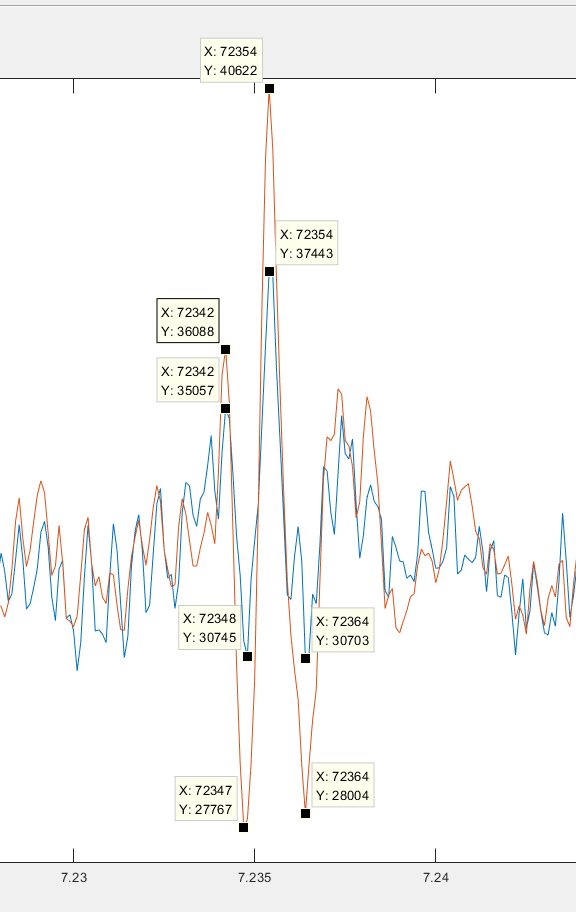 X: 72354
Y: 40622
X: 72354
Y: 37443
X: 72342
Y: 36088
X: 72342
Y: 35057
X: 72348
Y: 30745
X: 72364
Y: 30703
X: 72347
Y: 27767
X: 72364
Y: 28004
7.23
7.235
7.24